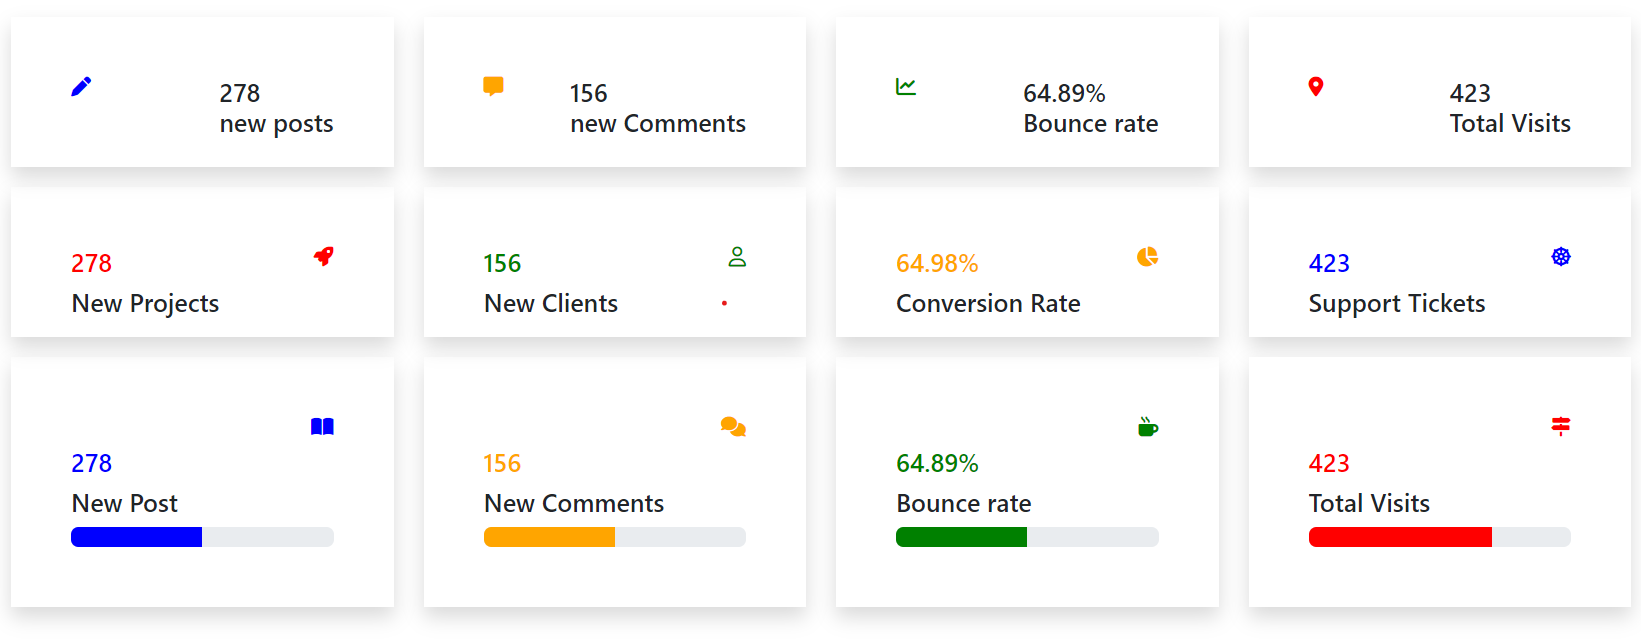 278
new posts
156
new Comments
64.89%
Bounce rate
423
Total Visits
278
New Projects
156
New Clients
64.98%
Conversion Rate
423
Support Tickets
278
New Post
156
New Comments
64.89%
Bounce rate
423
Total Visits